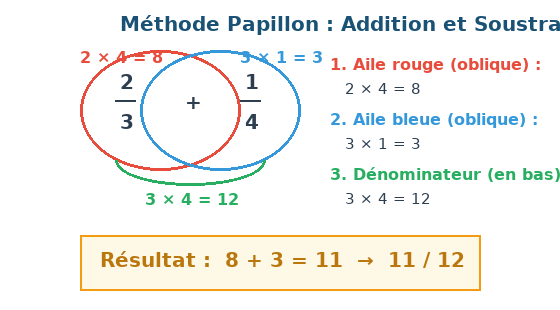 Méthode Papillon : Addition et Soustra
2 × 4 = 8
3 × 1 = 3
2
3
+
1
4
3 × 4 = 12
1. Aile rouge (oblique) :
2 × 4 = 8
2. Aile bleue (oblique) :
3 × 1 = 3
3. Dénominateur (en bas)
3 × 4 = 12
Résultat : 8 + 3 = 11 → 11 / 12